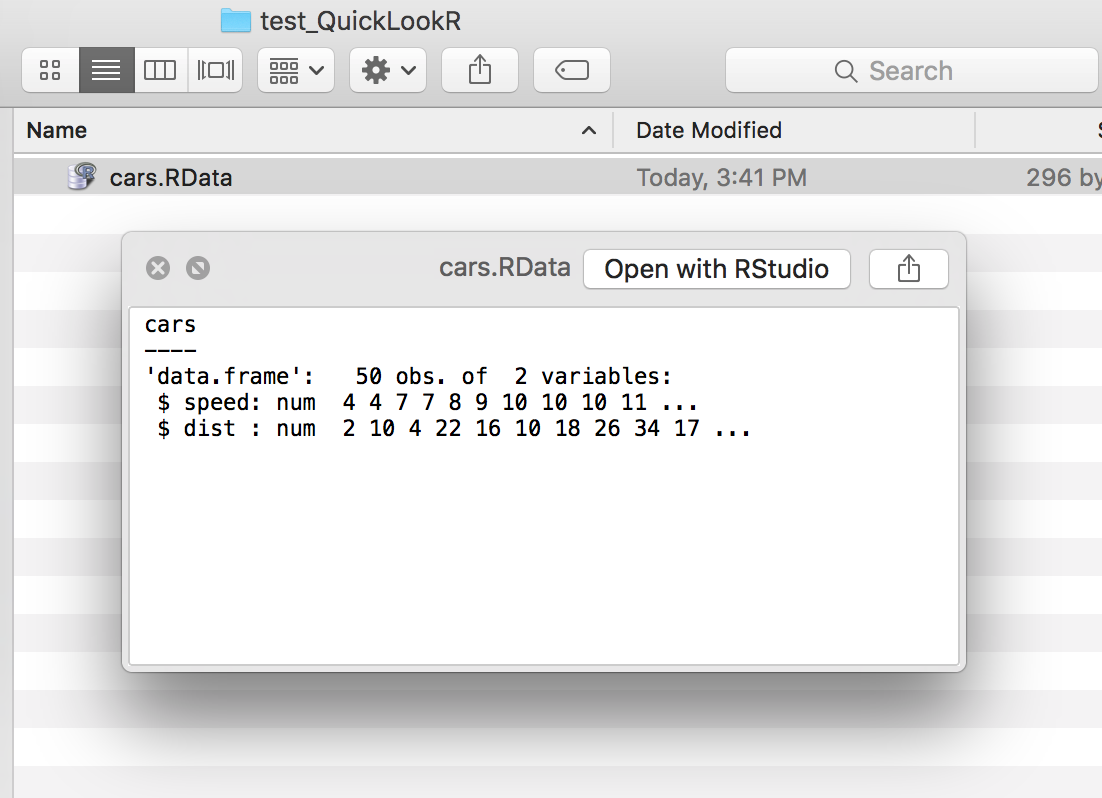 test_QuickLookR
Search
Name Date Modified
cars.RData Today, 3:41 PM 296
cars.RData Open with RStudio
cars
----
'data.frame':   50 obs. of  2 variables:
 $ speed: num  4 4 7 7 8 9 10 10 10 11 ...
 $ dist : num  2 10 4 22 16 10 18 26 34 17 ...